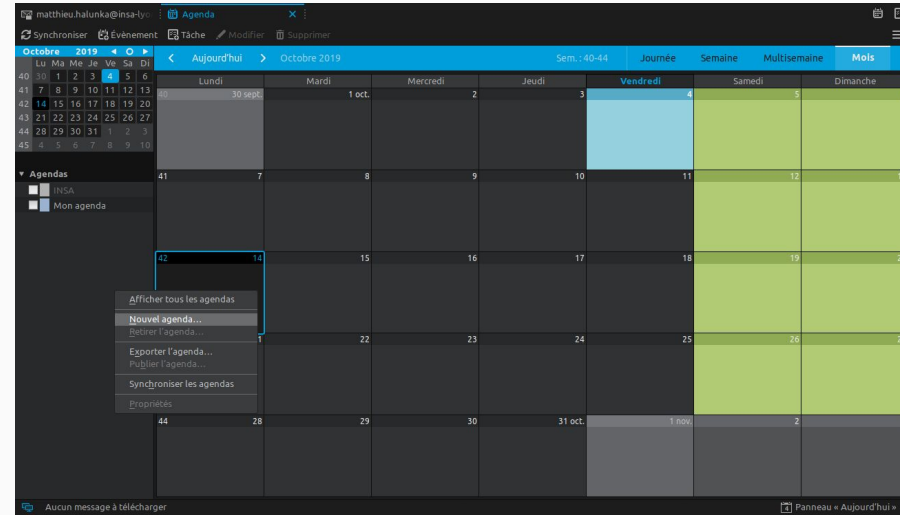 matthieu.halunka@insa-lyo
Agenda
Synchroniser Évènement Tâche Modifier Supprimer
Octobre 2019
Lu Ma Me Je Ve Sa Di
40 30 1 2 3 4 5 6
41 7 8 9 10 11 12 13
42 14 15 16 17 18 19 20
43 21 22 23 24 25 26 27
44 28 29 30 31 1 2 3
45 4 5 6 7 8 9 10
Agendas
INSA
Mon agenda
Aujourd'hui Octobre 2019 Sem. : 40-44 Journée Semaine Multisemaine Mois
Lundi Mardi Mercredi Jeudi Vendredi Samedi Dimanche
40 30 sept. 1 oct. 2 3 4 5
41 7 8 9 10 11 12
42 14 15 16 17 18 19
1 22 23 24 25 26
44 28 29 30 31 oct. 1 nov. 2
Afficher tous les agendas
Nouvel agenda...
Retirer l'agenda...
Exporter l'agenda...
Publier l'agenda...
Synchroniser les agendas
Propriétés
Aucun message à télécharger
4 Panneau « Aujourd'hui »